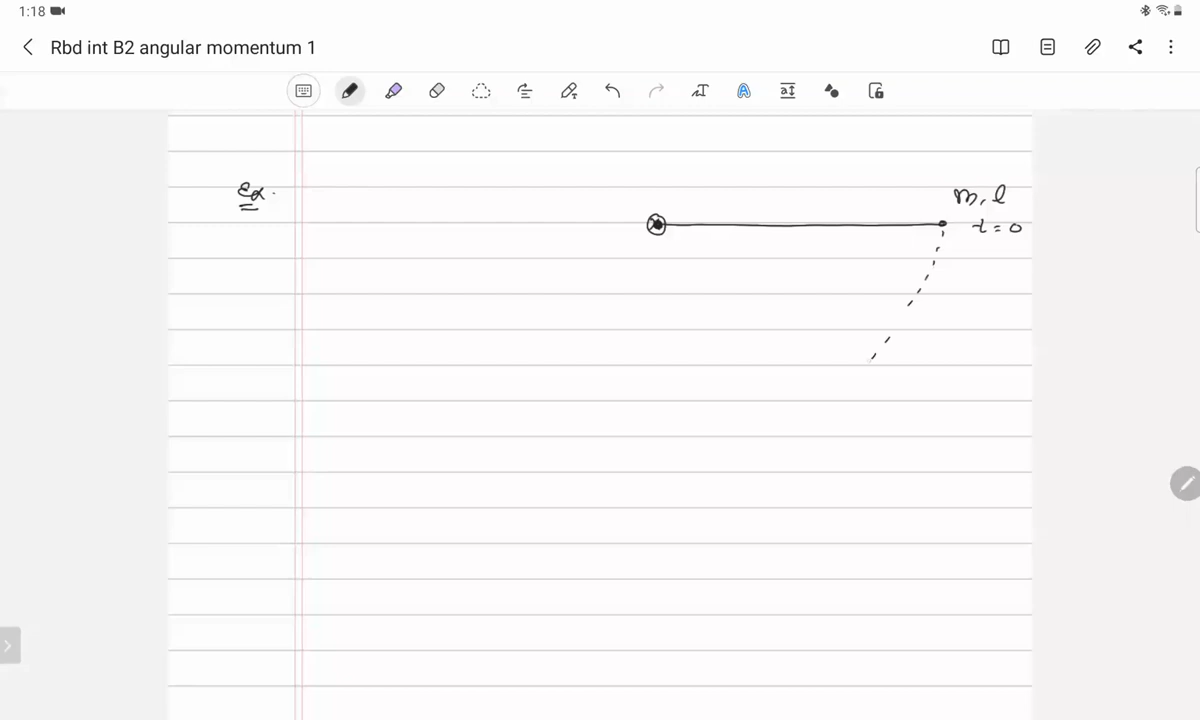 1:18
Rbd int B2 angular momentum 1
Ex.
m, l
t = 0